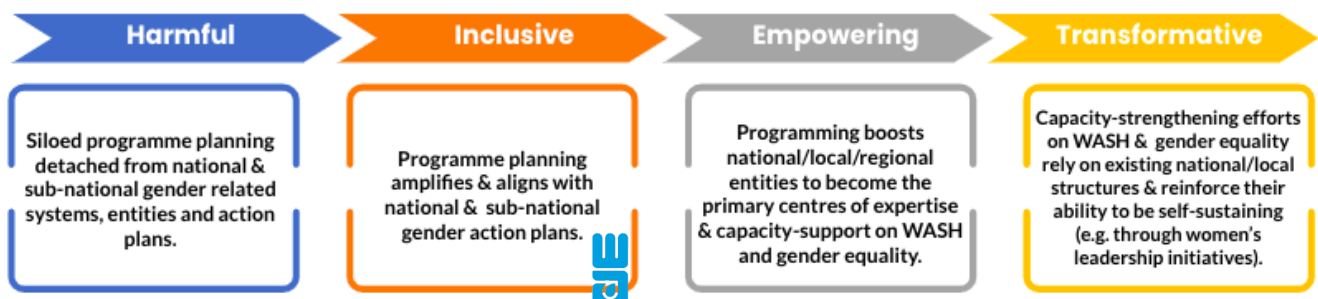 Harmful
Inclusive
Empowering
Transformative
Siloed programme planning
detached from national &
sub-national gender related
systems, entities and action
plans.
Programme planning
amplifies & aligns with
national & sub-national
gender action plans.
Programming boosts
national/local/regional
entities to become the
primary centres of expertise
& capacity-support on WASH
and gender equality.
Capacity-strengthening efforts
on WASH & gender equality
rely on existing national/local
structures & reinforce their
ability to be self-sustaining
(e.g. through women's
leadership initiatives).